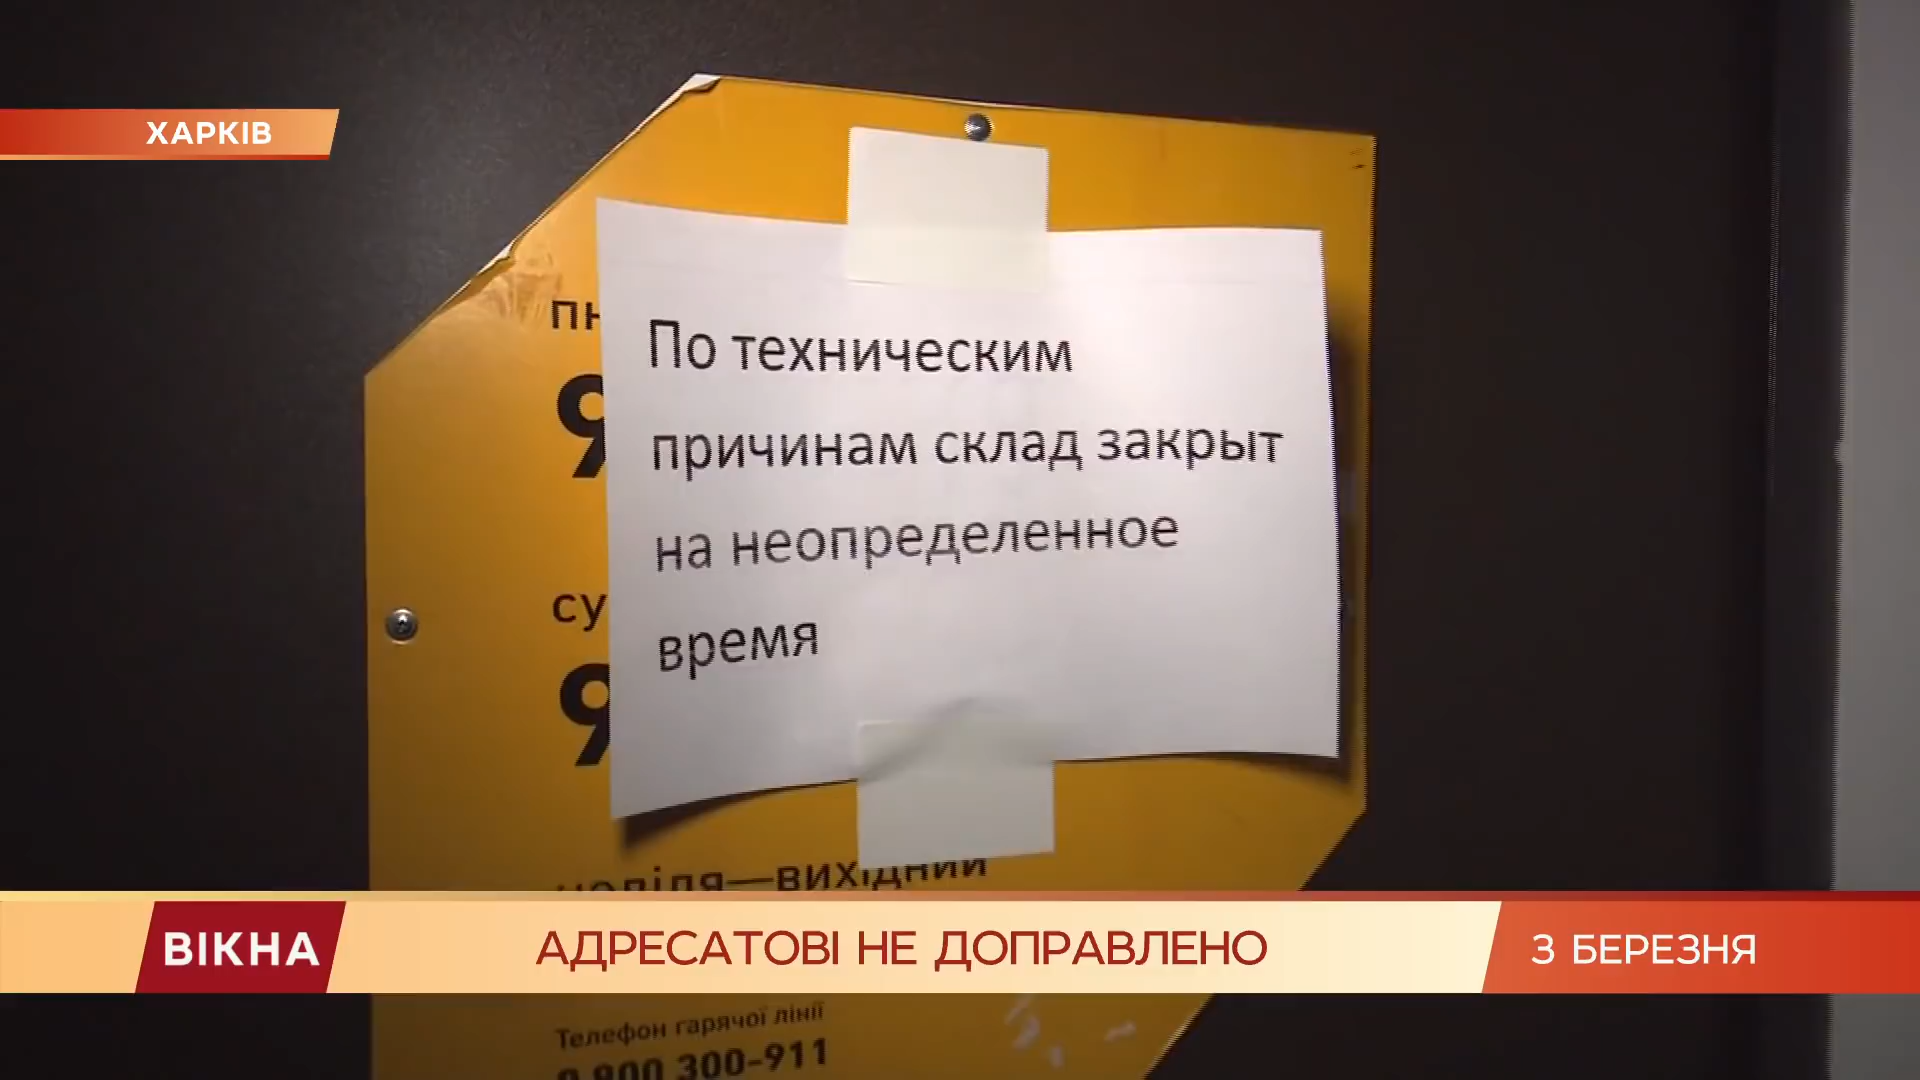 ХАРКІВ
По техническим
причинам склад закрыт
на неопределенное
время
неділя—вихідний
ВІКНА
АДРЕСАТОВІ НЕ ДОПРАВЛЕНО
3 БЕРЕЗНЯ
Телефон гарячої лінії
0 800 300-911